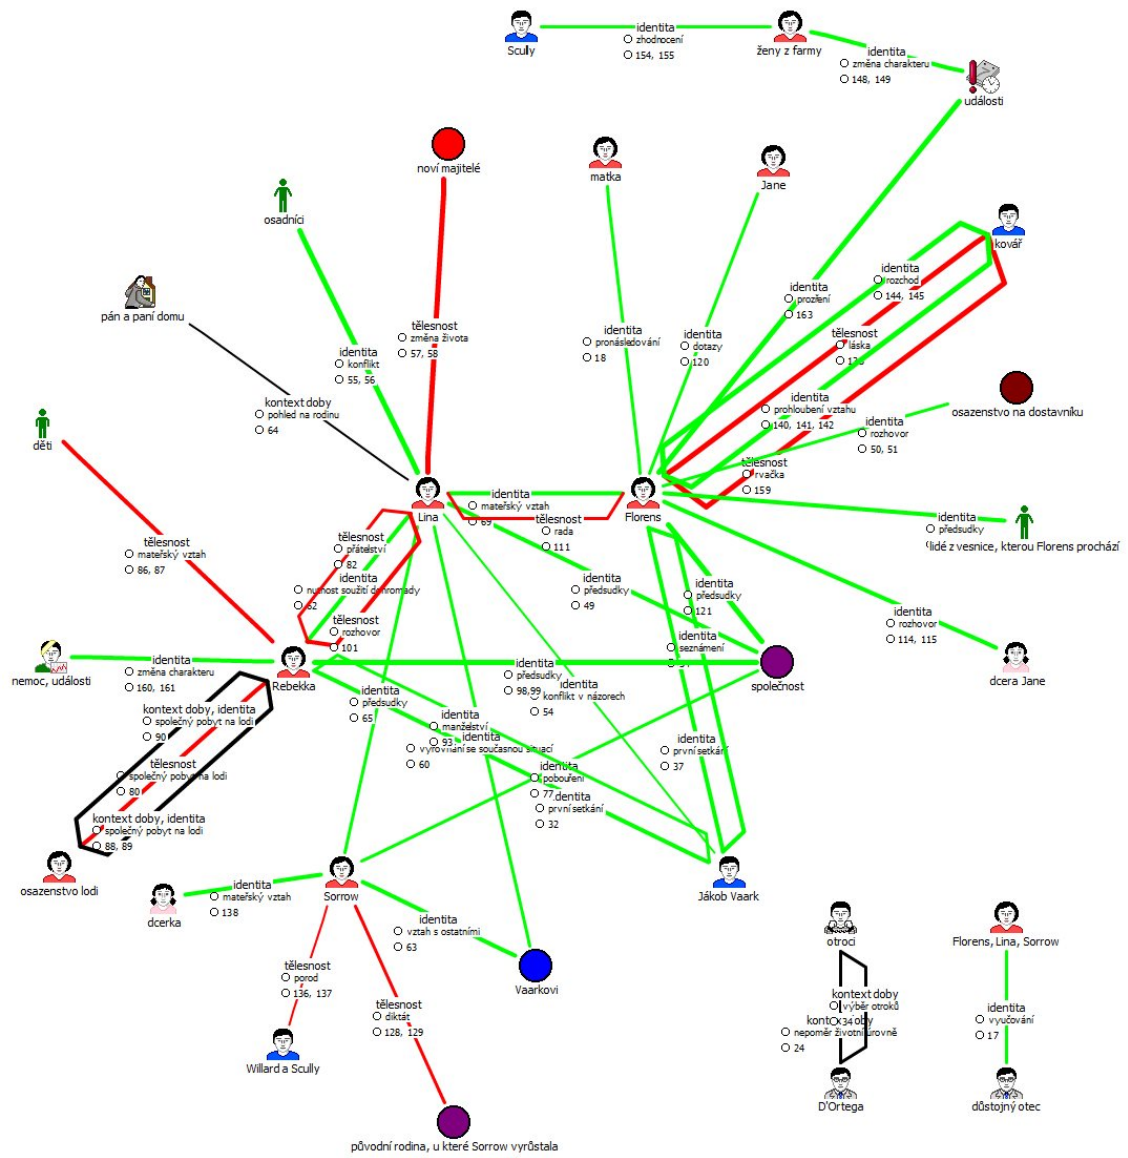 identita
zhodnocení
154, 155
Scully
ženy z farmy
identita
změna charakteru
148, 149
události
noví majitelé
matka
Jane
osadníci
kovář
identita
rozchod
144, 145
identita
prozření
163
pán a paní domu
tělesnost
změna života
57, 58
identita
pronásledování
18
identita
dotazy
120
tělesnost
láska
identita
konflikt
55, 56
kontext doby
pohled na rodinu
64
identita
prohloubení vztahu
140, 141, 142
osazenstvo na dostavníku
identita
rozhovor
50, 51
děti
tělesnost
rvačka
159
Lina
identita
mateřský vztah
69
Florens
tělesnost
rada
111
identita
předsudky
lidé z vesnice, kterou Florens prochází
tělesnost
přátelství
82
tělesnost
mateřský vztah
86, 87
identita
nutnost soužití dohromady
62
identita
předsudky
49
identita
předsudky
121
tělesnost
rozhovor
101
identita
rozhovor
114, 115
identita
seznámení
nemoc, události
identita
změna charakteru
160, 161
Rebekka
identita
předsudky
98,99
společnost
dcera Jane
identita
konflikt v názorech
54
identita
předsudky
65
kontext doby, identita
společný pobyt na lodi
90
identita
manželství
93
identita
vyrovnání se současnou situací
60
identita
první setkání
37
tělesnost
společný pobyt na lodi
80
identita
pobouření
77
identita
první setkání
32
kontext doby, identita
společný pobyt na lodi
88, 89
osazenstvo lodi
dcerka
identita
mateřský vztah
138
Sorrow
Jákob Vaark
identita
vztah s ostatními
63
otroci
Florens, Lina, Sorrow
tělesnost
porod
136, 137
Vaarkovi
kontext doby
výběr otroků
34
kontext doby
nepoměr životní úrovně
24
identita
vyučování
17
tělesnost
diktát
128, 129
Willard a Scully
D'Ortega
důstojný otec
původní rodina, u které Sorrow vyrůstala